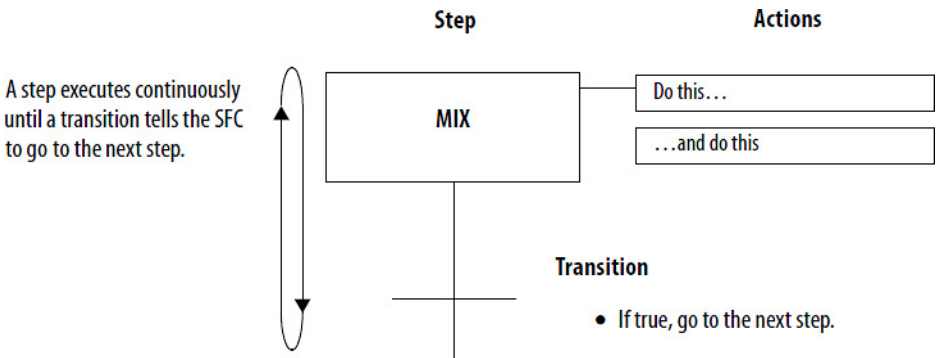 Step
Actions
A step executes continuously
until a transition tells the SFC
to go to the next step.
MIX
Do this…
…and do this
Transition
• If true, go to the next step.